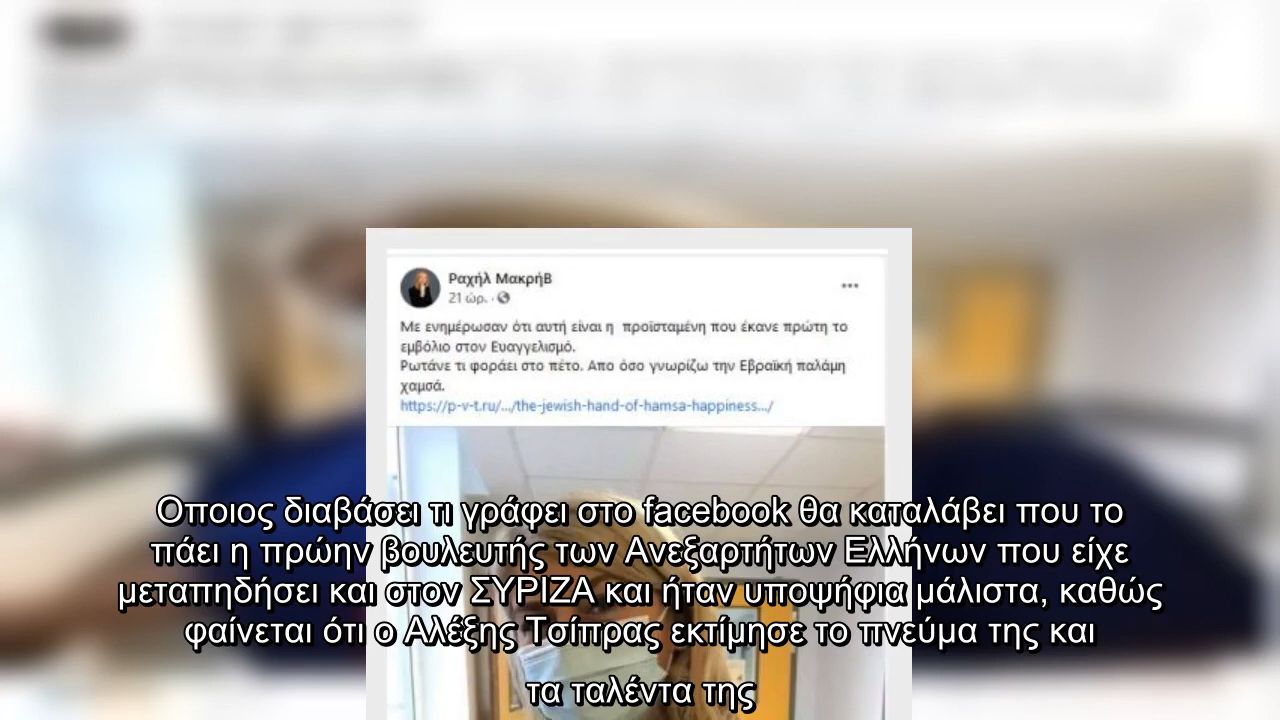 Ραχήλ ΜακρήΒ
21 ώρ. ·
Με ενημέρωσαν ότι αυτή είναι η προϊσταμένη που έκανε πρώτη το
εμβόλιο στον Ευαγγελισμό.
Ρωτάνε τι φοράει στο πέτο. Απο όσο γνωρίζω την Εβραϊκή παλάμη
χαμσά.
https://p-v-t.ru/.../the-jewish-hand-of-hamsa-happiness.../
Οποιος διαβάσει τι γράφει στο facebook θα καταλάβει που το
πάει η πρώην βουλευτής των Ανεξαρτήτων Ελλήνων που είχε
μεταπηδήσει και στον ΣΥΡΙΖΑ και ήταν υποψήφια μάλιστα, καθώς
φαίνεται ότι ο Αλέξης Τσίπρας εκτίμησε το πνεύμα της και
τα ταλέντα της